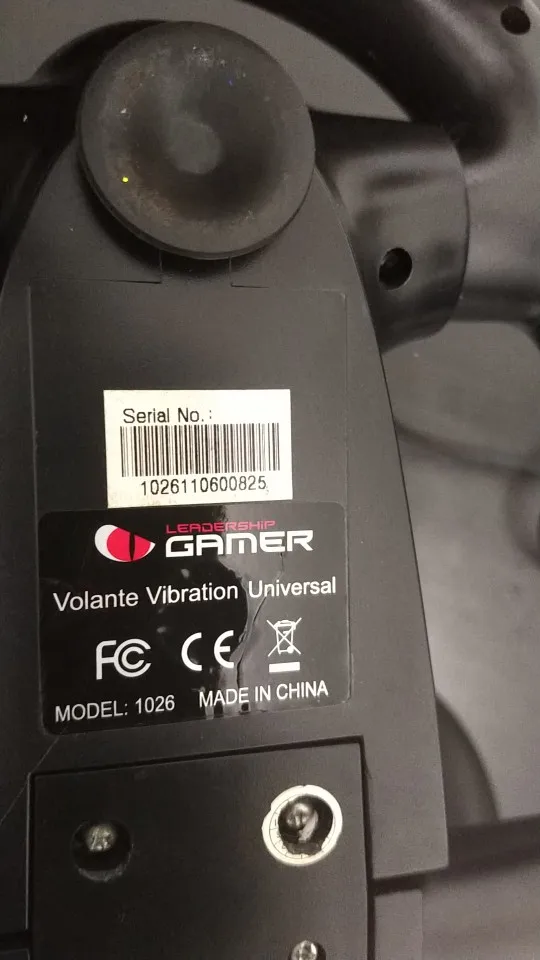 Serial No.:
1026110600825
LEADERSHIP
GAMER
Volante Vibration Universal
FC CE
MODEL: 1026 MADE IN CHINA